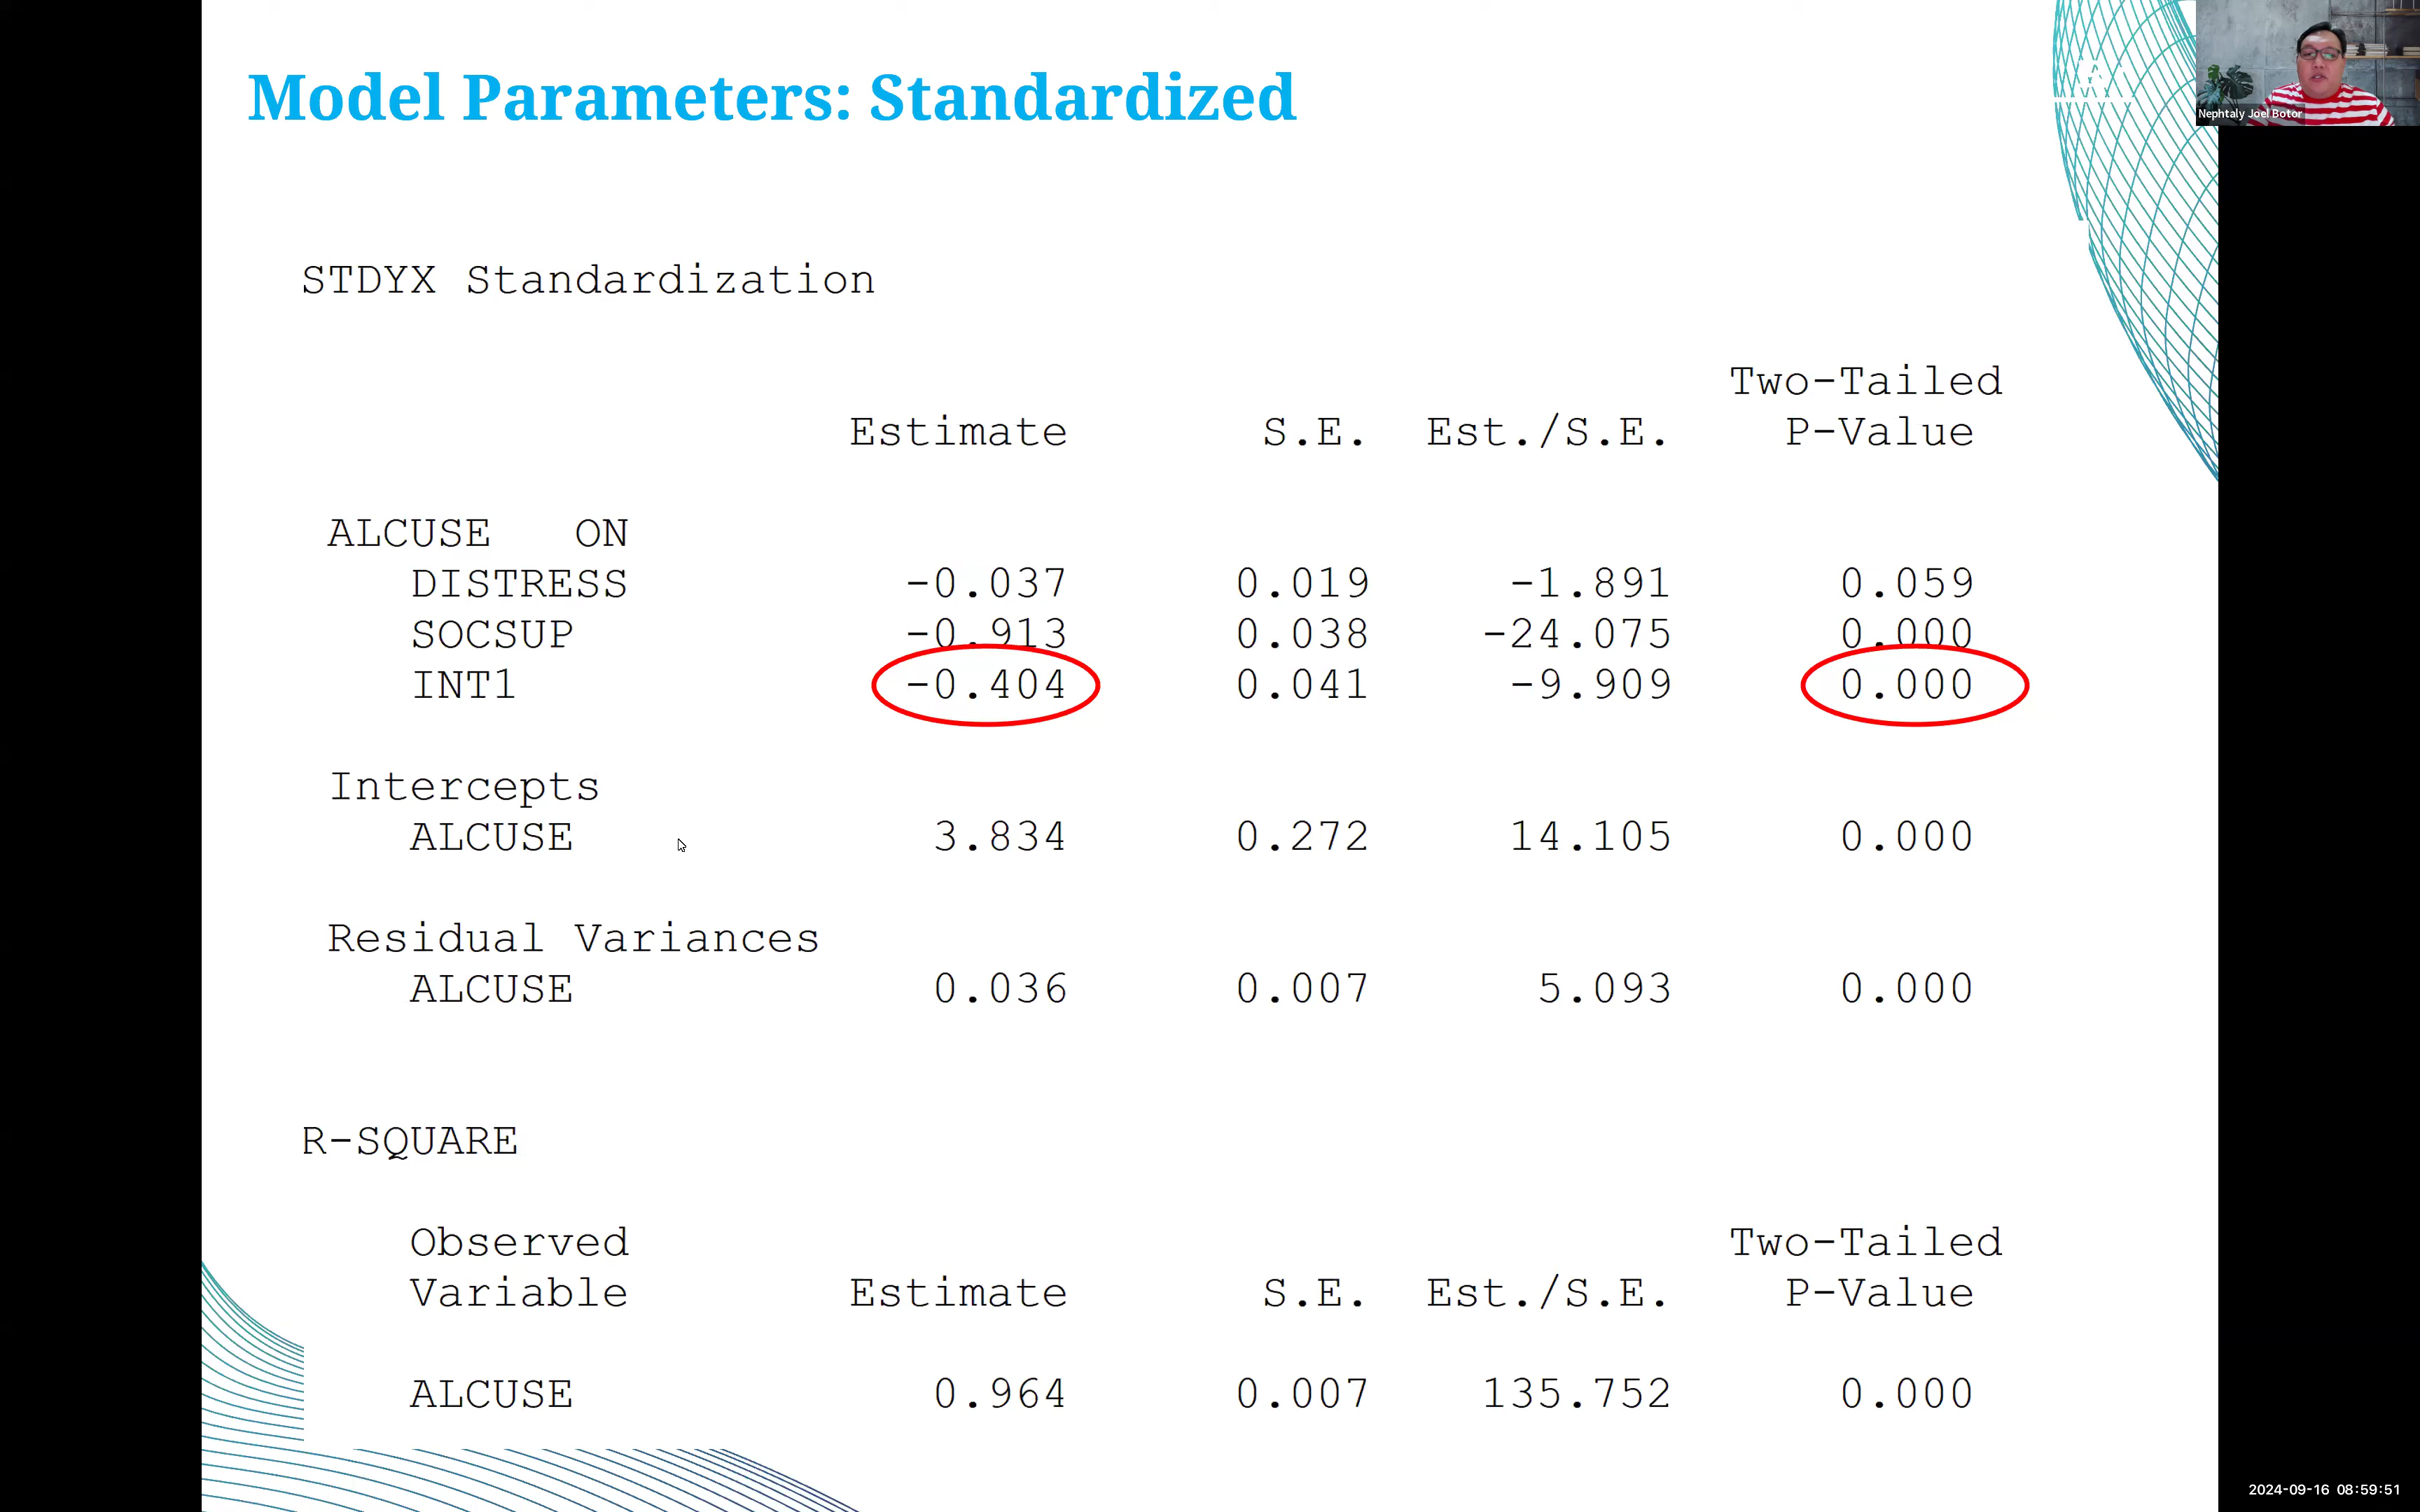 Model Parameters: Standardized
Nephtaly Joel Botor
STDYX Standardization
Two-Tailed
Estimate S.E. Est./S.E. P-Value
ALCUSE ON
DISTRESS -0.037 0.019 -1.891 0.059
SOCSUP -0.913 0.038 -24.075 0.000
INT1 -0.404 0.041 -9.909 0.000
Intercepts
ALCUSE 3.834 0.272 14.105 0.000
Residual Variances
ALCUSE 0.036 0.007 5.093 0.000
R-SQUARE
Observed Two-Tailed
Variable Estimate S.E. Est./S.E. P-Value
ALCUSE 0.964 0.007 135.752 0.000
2024-09-16 08:59:51